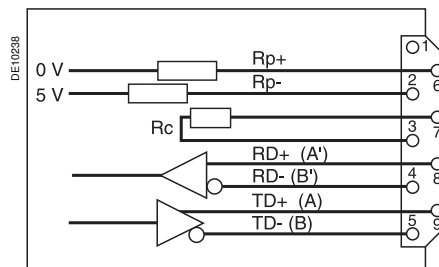 DE10238
1
Rp+
0 V
6
Rp-
5 V
2
7
Rc
3
RD+ (A')
8
RD- (B')
4
TD+ (A)
9
TD- (B)
5